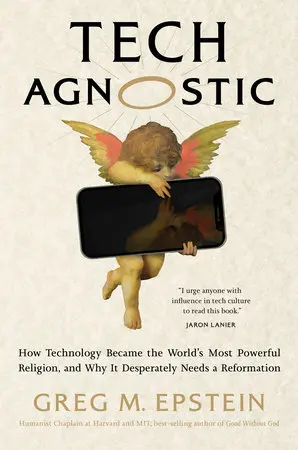 TECH
AGNOSTIC
"I urge anyone with
influence in tech culture
to read this book."
JARON LANIER
How Technology Became the World's Most Powerful
Religion, and Why It Desperately Needs a Reformation
GREG M. EPSTEIN
Humanist Chaplain at Harvard and MIT, best-selling author of Good Without God